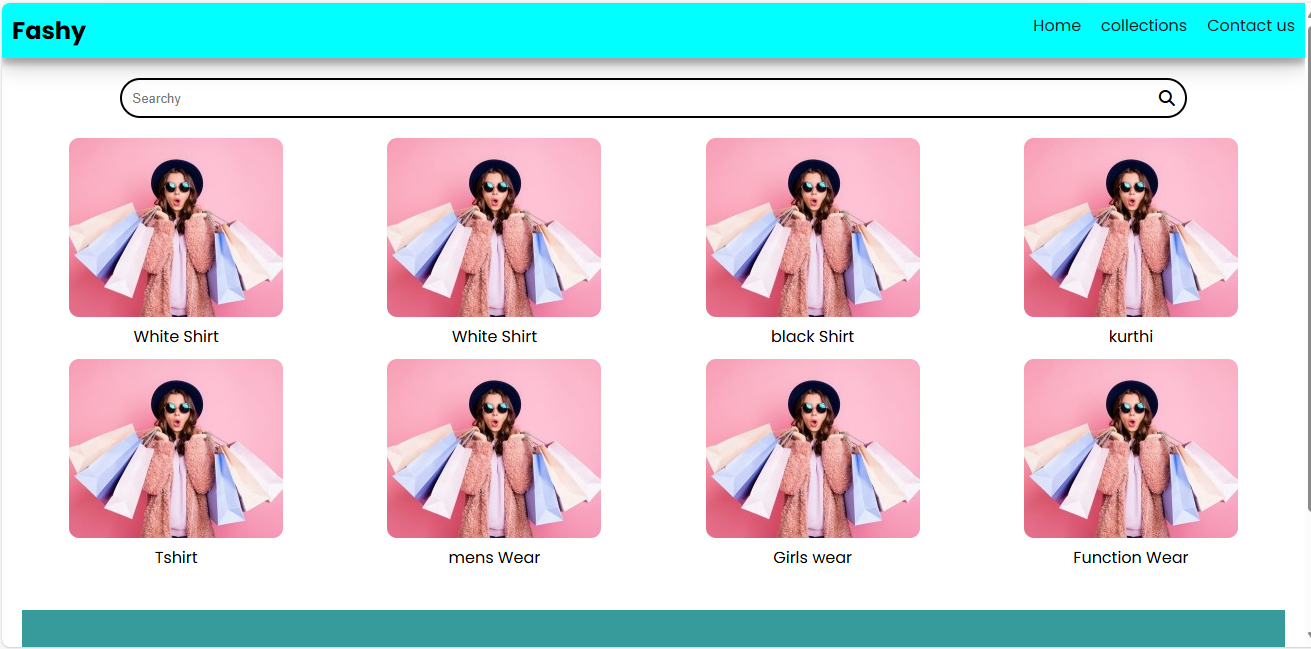 Fashy Home collections Contact us
Searchy
White Shirt White Shirt black Shirt kurthi
Tshirt mens Wear Girls wear Function Wear